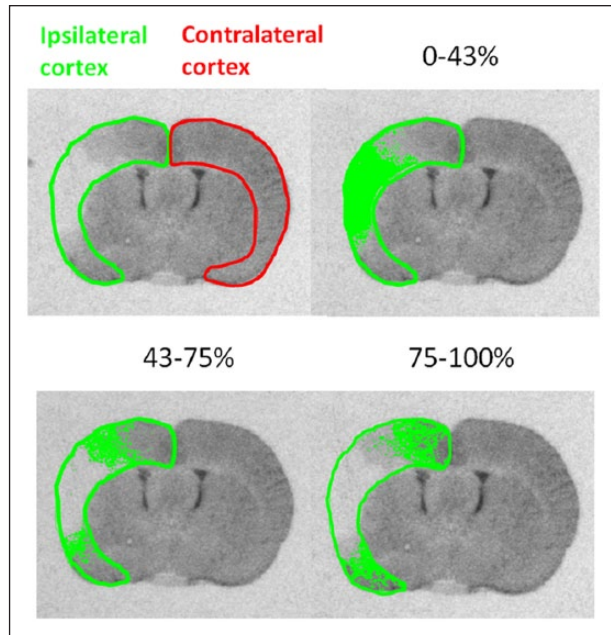 Ipsilateral
cortex
Contralateral
cortex
0-43%
43-75%
75-100%